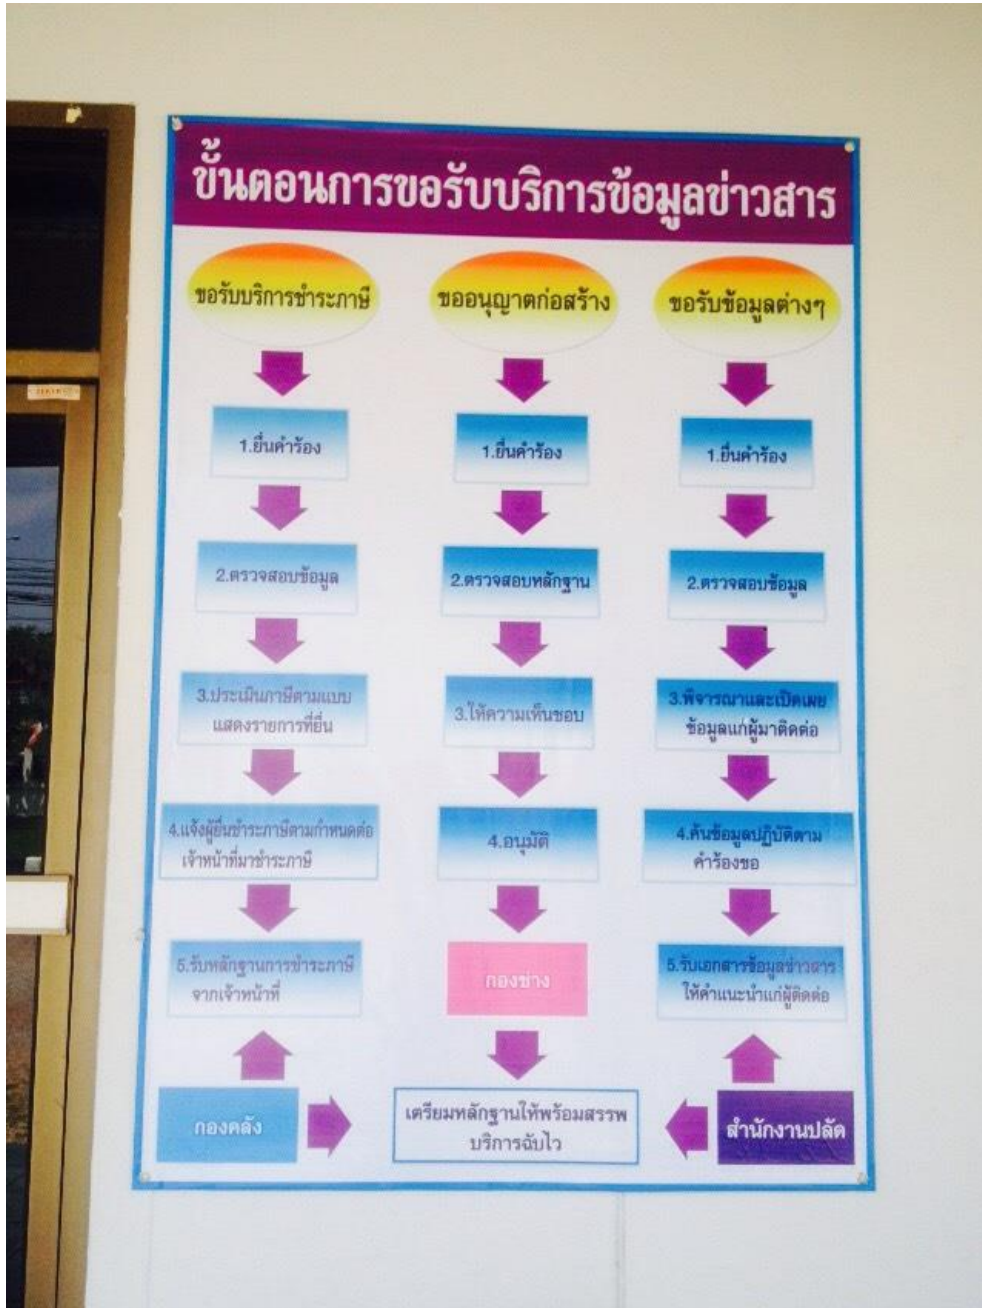 ขั้นตอนการขอรับบริการข้อมูลข่าวสาร
ขอรับบริการชำระภาษี
1.ยื่นคำร้อง
2.ตรวจสอบข้อมูล
3.ประเมินภาษีตามแบบ
แสดงรายการที่ยื่น
4.แจ้งผู้ยื่นชำระภาษีตามกำหนดต่อ
เจ้าหน้าที่มาชำระภาษี
5.รับหลักฐานการชำระภาษี
จากเจ้าหน้าที่
กองคลัง
ขออนุญาตก่อสร้าง
1.ยื่นคำร้อง
2.ตรวจสอบหลักฐาน
3.ให้ความเห็นชอบ
4.อนุมัติ
กองช่าง
เตรียมหลักฐานให้พร้อมสรรพ
บริการฉับไว
ขอรับข้อมูลต่างๆ
1.ยื่นคำร้อง
2.ตรวจสอบข้อมูล
3.พิจารณาและเปิดเผย
ข้อมูลแก่ผู้มาติดต่อ
4.ค้นข้อมูลปฏิบัติตาม
คำร้องขอ
5.รับเอกสารข้อมูลข่าวสาร
ให้คำแนะนำแก่ผู้ติดต่อ
สำนักงานปลัด